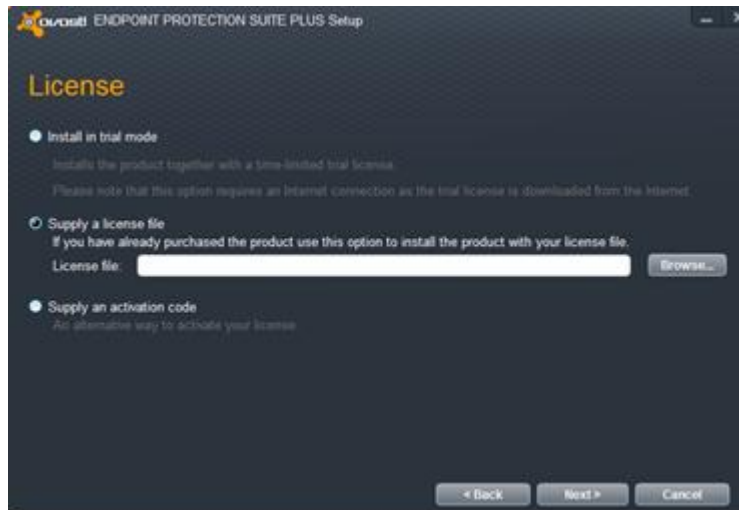 avast! ENDPOINT PROTECTION SUITE PLUS Setup
License
Install in trial mode
Installs the product together with a time-limited trial license.
Please note that this option requires an Internet connection as the trial license is downloaded from the Internet.
Supply a license file
If you have already purchased the product use this option to install the product with your license file.
License file:
Browse...
Supply an activation code
An alternative way to activate your license
< Back
Next >
Cancel